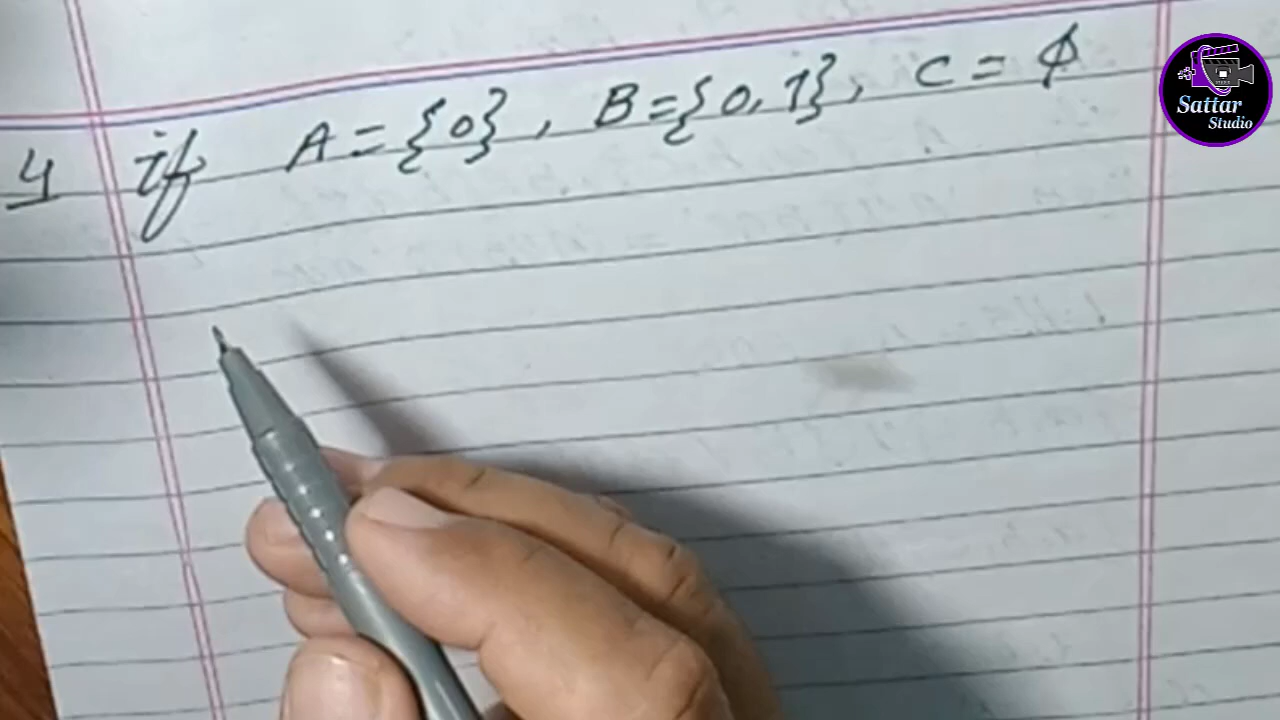 4 if A = {0}, B = {0, 1}, C = ϕ
Sattar
Studio